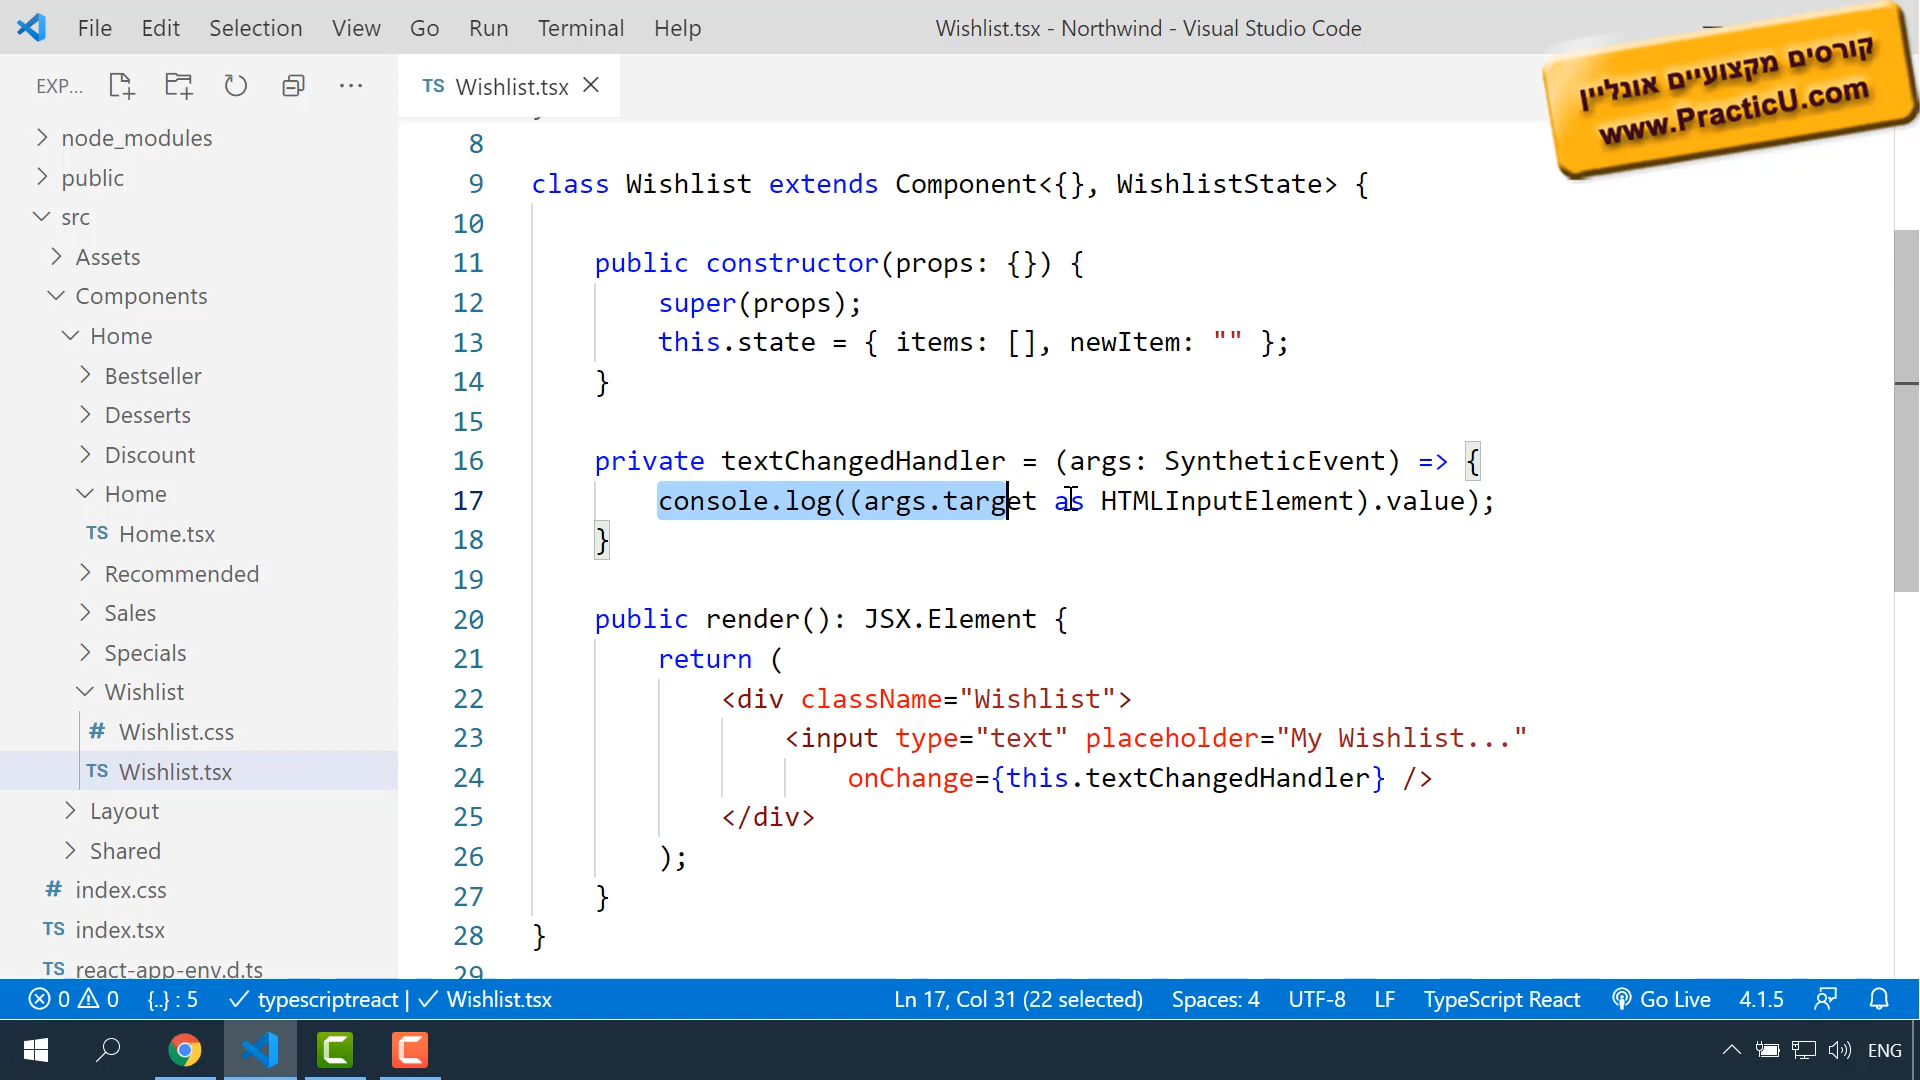 File Edit Selection View Go Run Terminal Help
Wishlist.tsx - Northwind - Visual Studio Code
קורסים מקצועיים אונליין
www.PracticU.com
EXP...
TS Wishlist.tsx
node_modules
public
src
Assets
Components
Home
Bestseller
Desserts
Discount
Home
TS Home.tsx
Recommended
Sales
Specials
Wishlist
# Wishlist.css
TS Wishlist.tsx
Layout
Shared
# index.css
TS index.tsx
TS react-app-env.d.ts
8
9 class Wishlist extends Component<{}, WishlistState> {
10
11 public constructor(props: {}) {
12 super(props);
13 this.state = { items: [], newItem: "" };
14 }
15
16 private textChangedHandler = (args: SyntheticEvent) => {
17 console.log((args.target as HTMLInputElement).value);
18 }
19
20 public render(): JSX.Element {
21 return (
22 <div className="Wishlist">
23 <input type="text" placeholder="My Wishlist..."
24 onChange={this.textChangedHandler} />
25 </div>
26 );
27 }
28 }
29
0 0 {..} : 5 typescriptreact | Wishlist.tsx
Ln 17, Col 31 (22 selected) Spaces: 4 UTF-8 LF TypeScript React Go Live 4.1.5
ENG